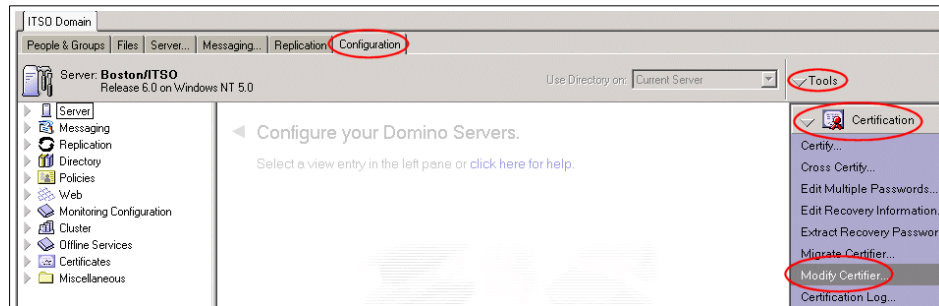 ITSO Domain
People & Groups Files Server... Messaging... Replication Configuration
Server: Boston/ITSO
Release 6.0 on Windows NT 5.0
Use Directory on: Current Server
Tools
Server
Messaging
Replication
Directory
Policies
Web
Monitoring Configuration
Cluster
Offline Services
Certificates
Miscellaneous
Configure your Domino Servers.
Select a view entry in the left pane or click here for help.
Certification
Certify...
Cross Certify...
Edit Multiple Passwords...
Edit Recovery Information.
Extract Recovery Passwor
Migrate Certifier...
Modify Certifier...
Certification Log...